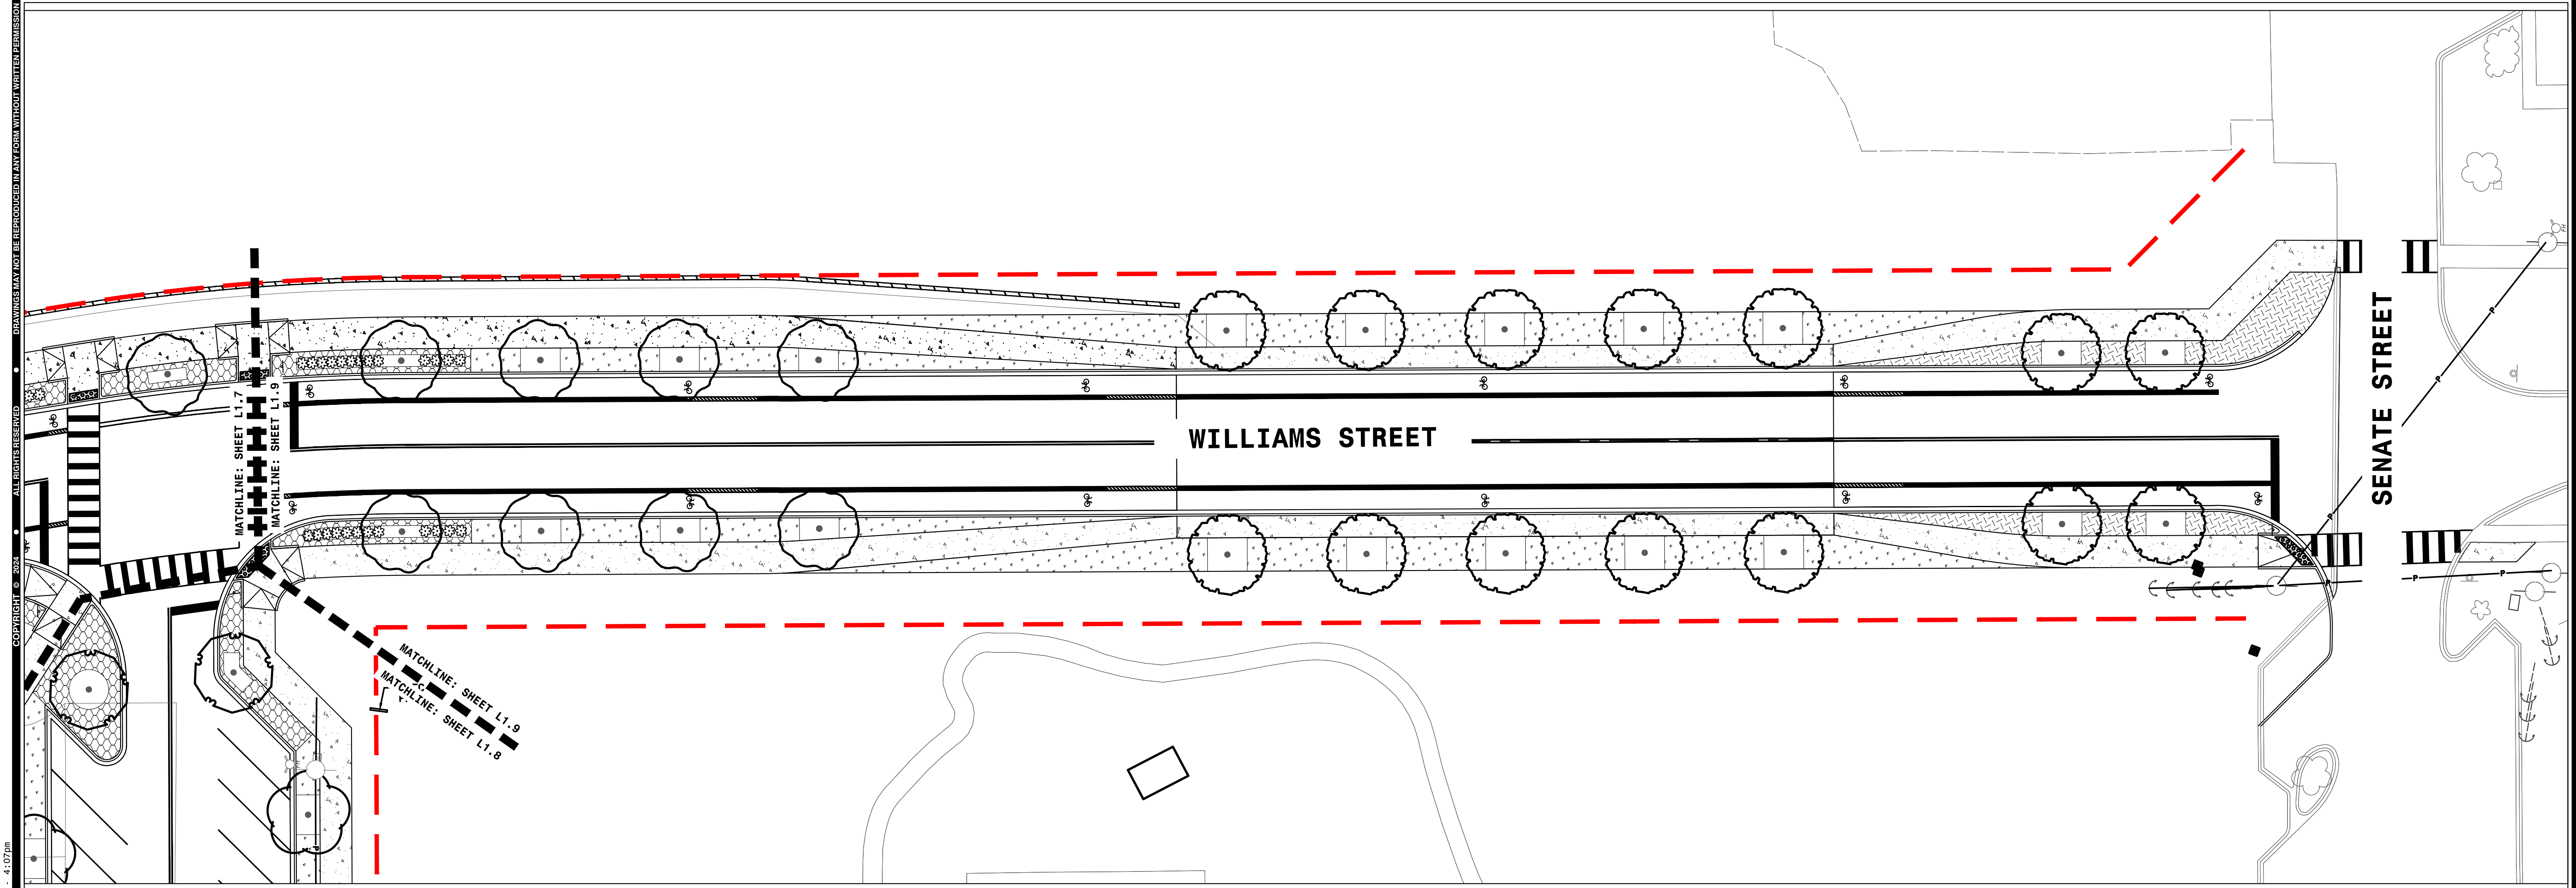 COPYRIGHT © 2024 ● ALL RIGHTS RESERVED ● DRAWINGS MAY NOT BE REPRODUCED IN ANY FORM WITHOUT WRITTEN PERMISSION
- 4:07pm
MATCHLINE: SHEET L1.7
MATCHLINE: SHEET L1.9
WILLIAMS STREET
SENATE STREET
MATCHLINE: SHEET L1.9
MATCHLINE: SHEET L1.8
P
P
P
P
P
P
P
P